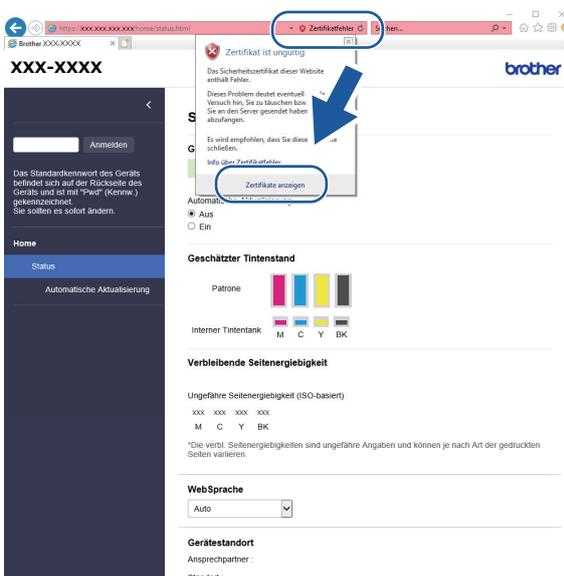 https://xxx.xxx.xxx.xxx/home/status.html
Zertifikatfehler
Brother XXX-XXXX
XXX-XXXX
brother
Zertifikat ist ungültig
Das Sicherheitszertifikat dieser Website
enthält Fehler.
Dieses Problem deutet eventuell
Versuch hin, Sie zu täuschen bzw.
Sie an den Server gesendet haben
abzufangen.
Es wird empfohlen, dass Sie diese
schließen.
Info über Zertifikatfehler
Zertifikate anzeigen
Anmelden
Das Standardkennwort des Geräts
befindet sich auf der Rückseite des
Geräts und ist mit "Pwd" (Kennw.)
gekennzeichnet.
Sie sollten es sofort ändern.
Home
Status
Automatische Aktualisierung
Automatische Aktualisierung
Aus
Ein
Geschätzter Tintenstand
Patrone
Interner Tintentank
M C Y BK
Verbleibende Seitenergiebigkeit
Ungefähre Seitenergiebigkeit (ISO-basiert)
xxx xxx xxx xxx
M C Y BK
*Die verbl. Seitenergiebigkeiten sind ungefähre Angaben und können je nach Art der gedruckten
Seiten variieren.
WebSprache
Auto
Gerätestandort
Ansprechpartner :